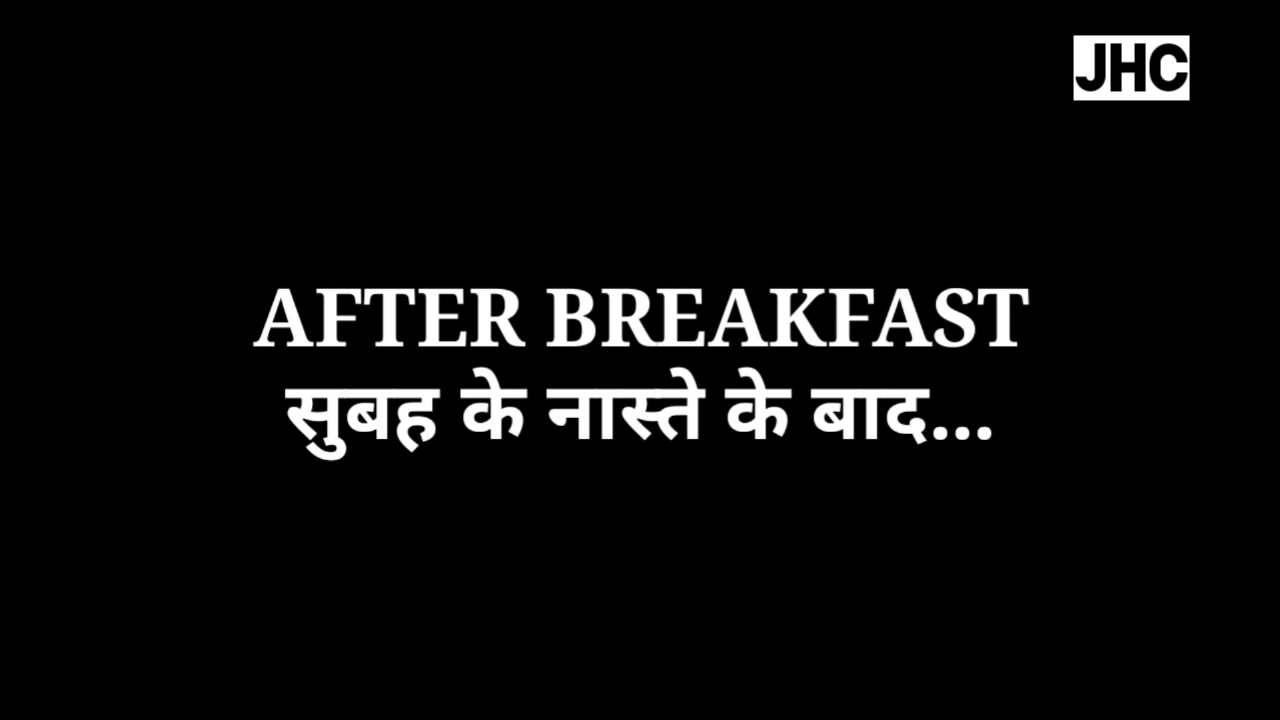 JHC
AFTER BREAKFAST
सुबह के नास्ते के बाद...